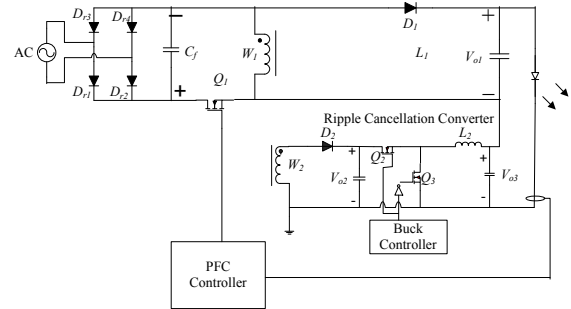 Dr3 Dr4
− D1 +
AC Cf W1 L1 Vo1
Dr1 Dr2 + Q1 −
Ripple Cancellation Converter
D2 L2
W2 + Q2 +
Vo2 Q3 Vo3
- -
Buck
Controller
PFC
Controller